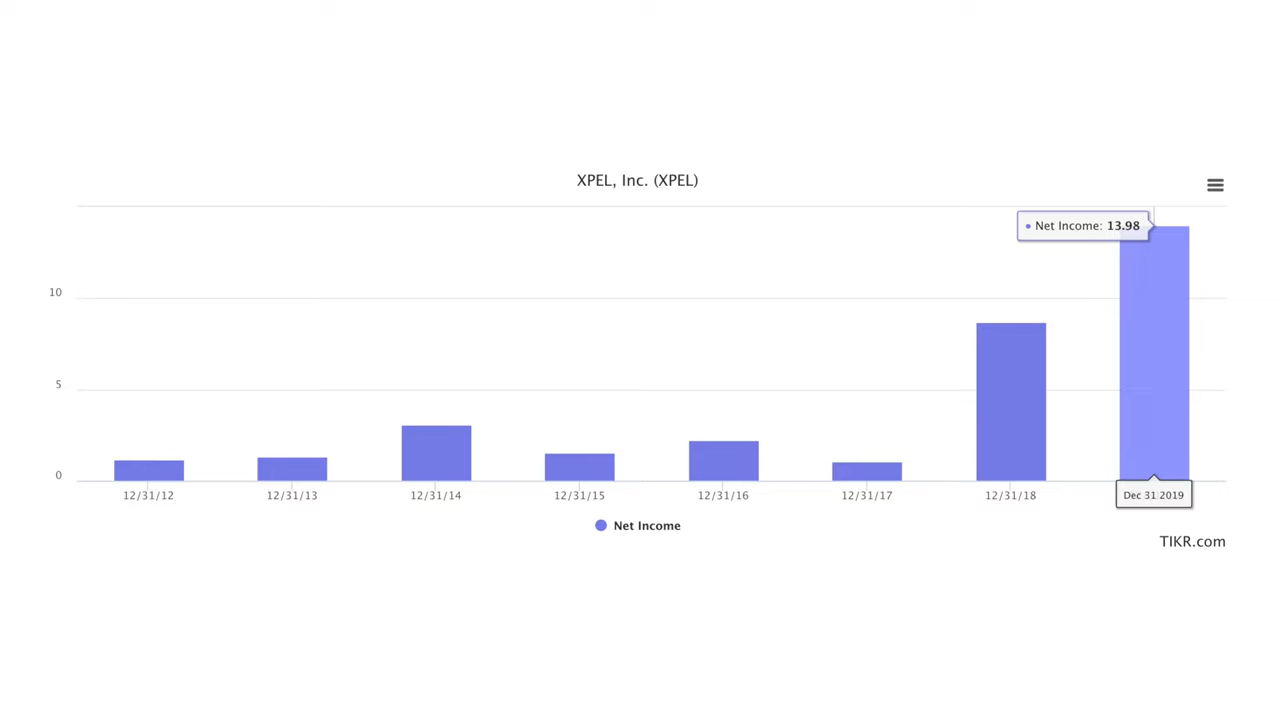 XPEL, Inc. (XPEL)
Net Income: 13.98
10
5
0
12/31/12 12/31/13 12/31/14 12/31/15 12/31/16 12/31/17 12/31/18 Dec 31 2019
Net Income
TIKR.com